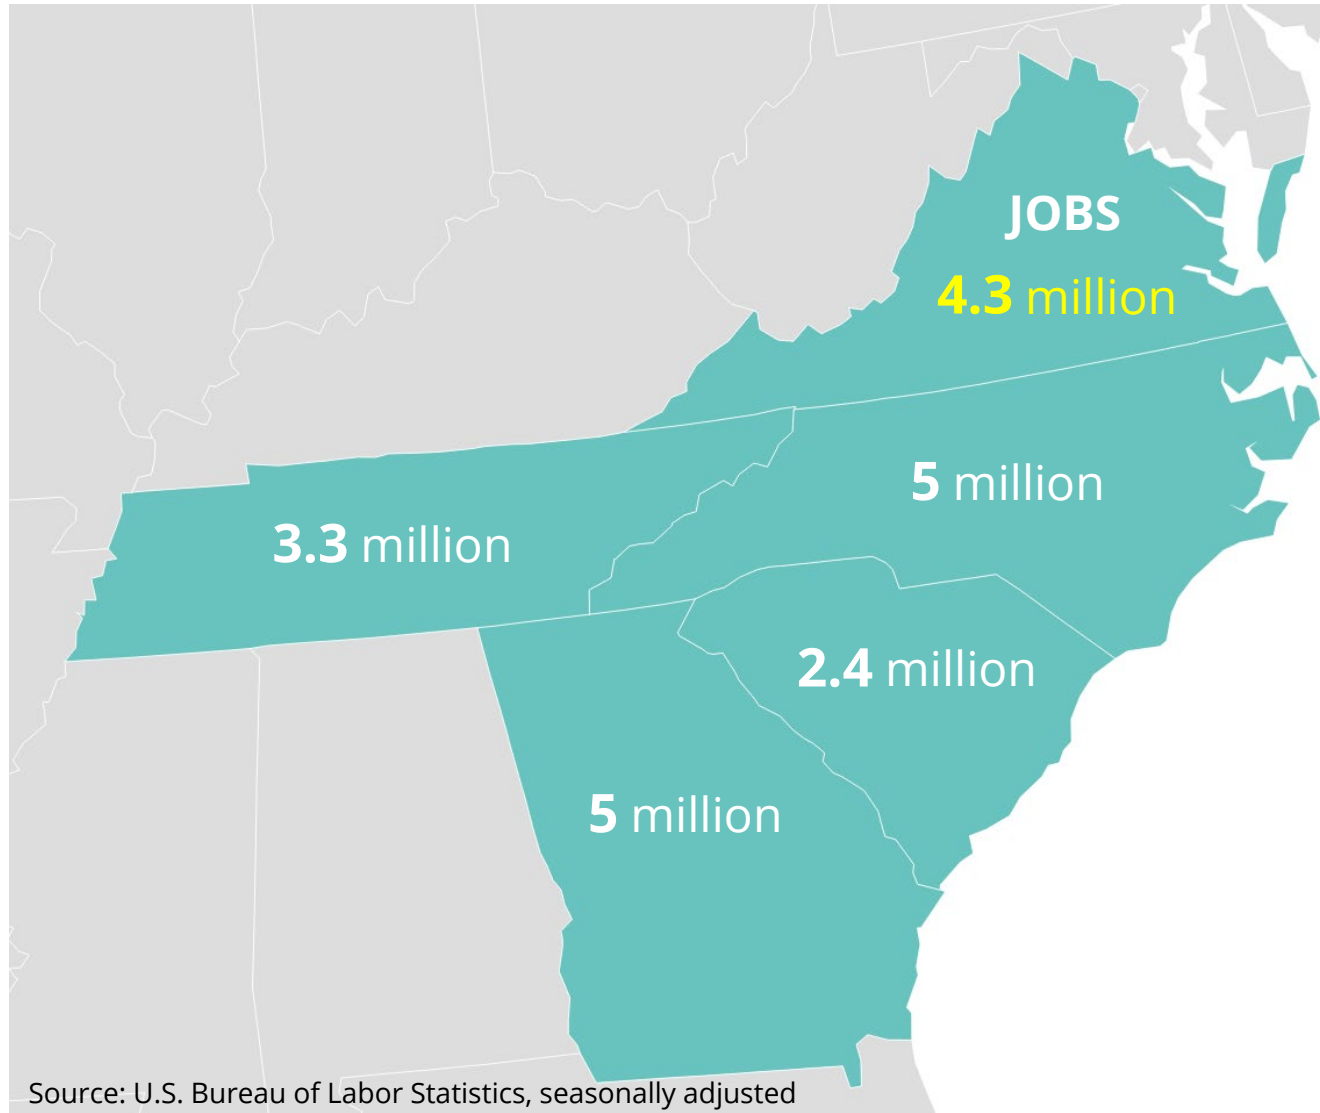 JOBS
4.3 million
5 million
3.3 million
2.4 million
5 million
Source: U.S. Bureau of Labor Statistics, seasonally adjusted